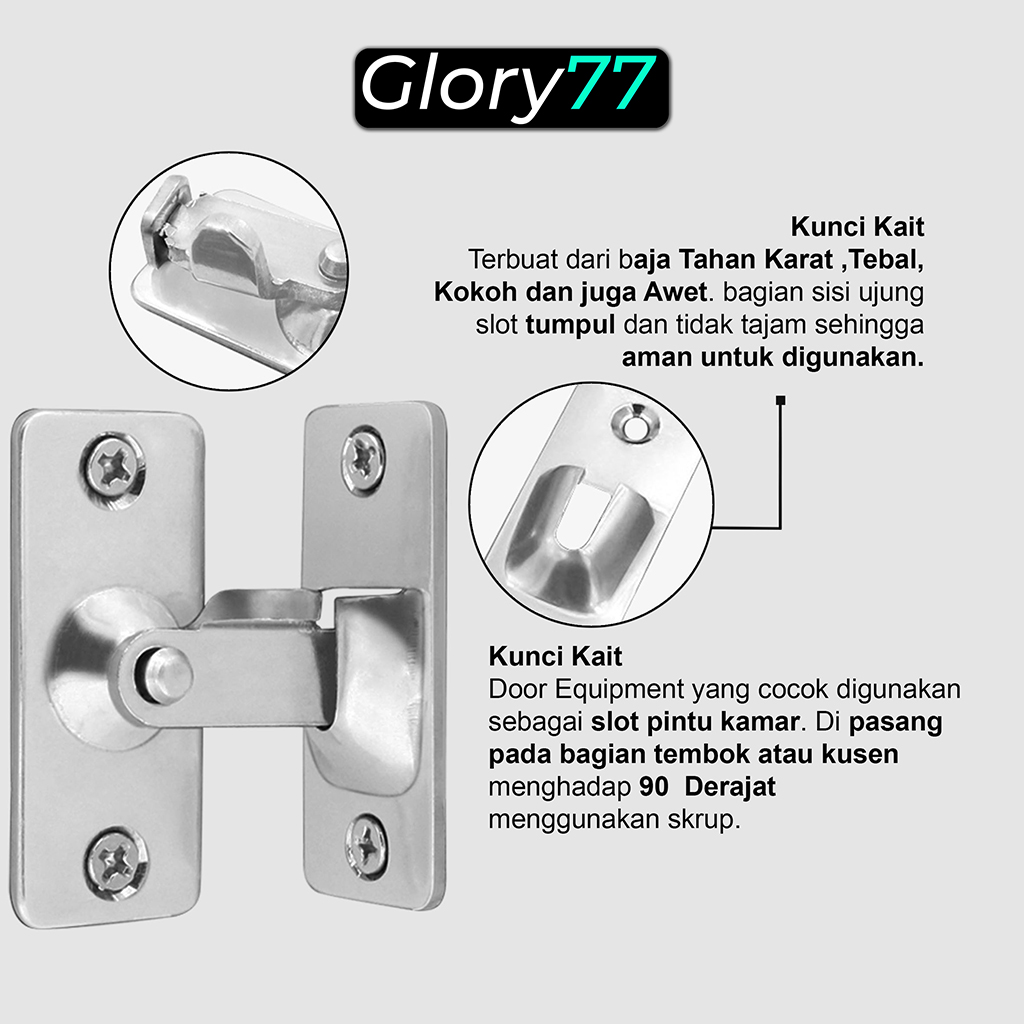 Glory77
Kunci Kait
Terbuat dari baja Tahan Karat ,Tebal,
Kokoh dan juga Awet. bagian sisi ujung
slot tumpul dan tidak tajam sehingga
aman untuk digunakan.
Kunci Kait
Door Equipment yang cocok digunakan
sebagai slot pintu kamar. Di pasang
pada bagian tembok atau kusen
menghadap 90  Derajat
menggunakan skrup.